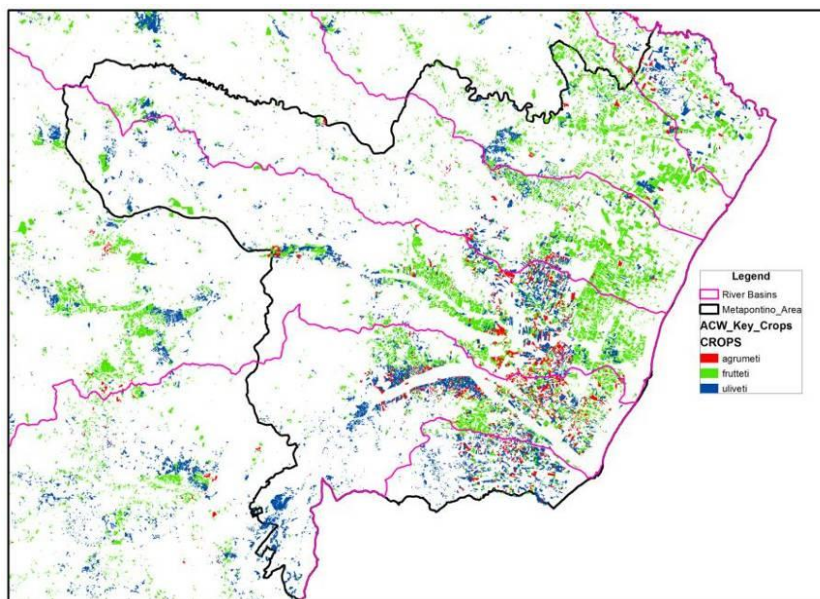 Legend
River Basins
Metapontino_Area
ACW_Key_Crops
CROPS
agrumeti
frutteti
uliveti